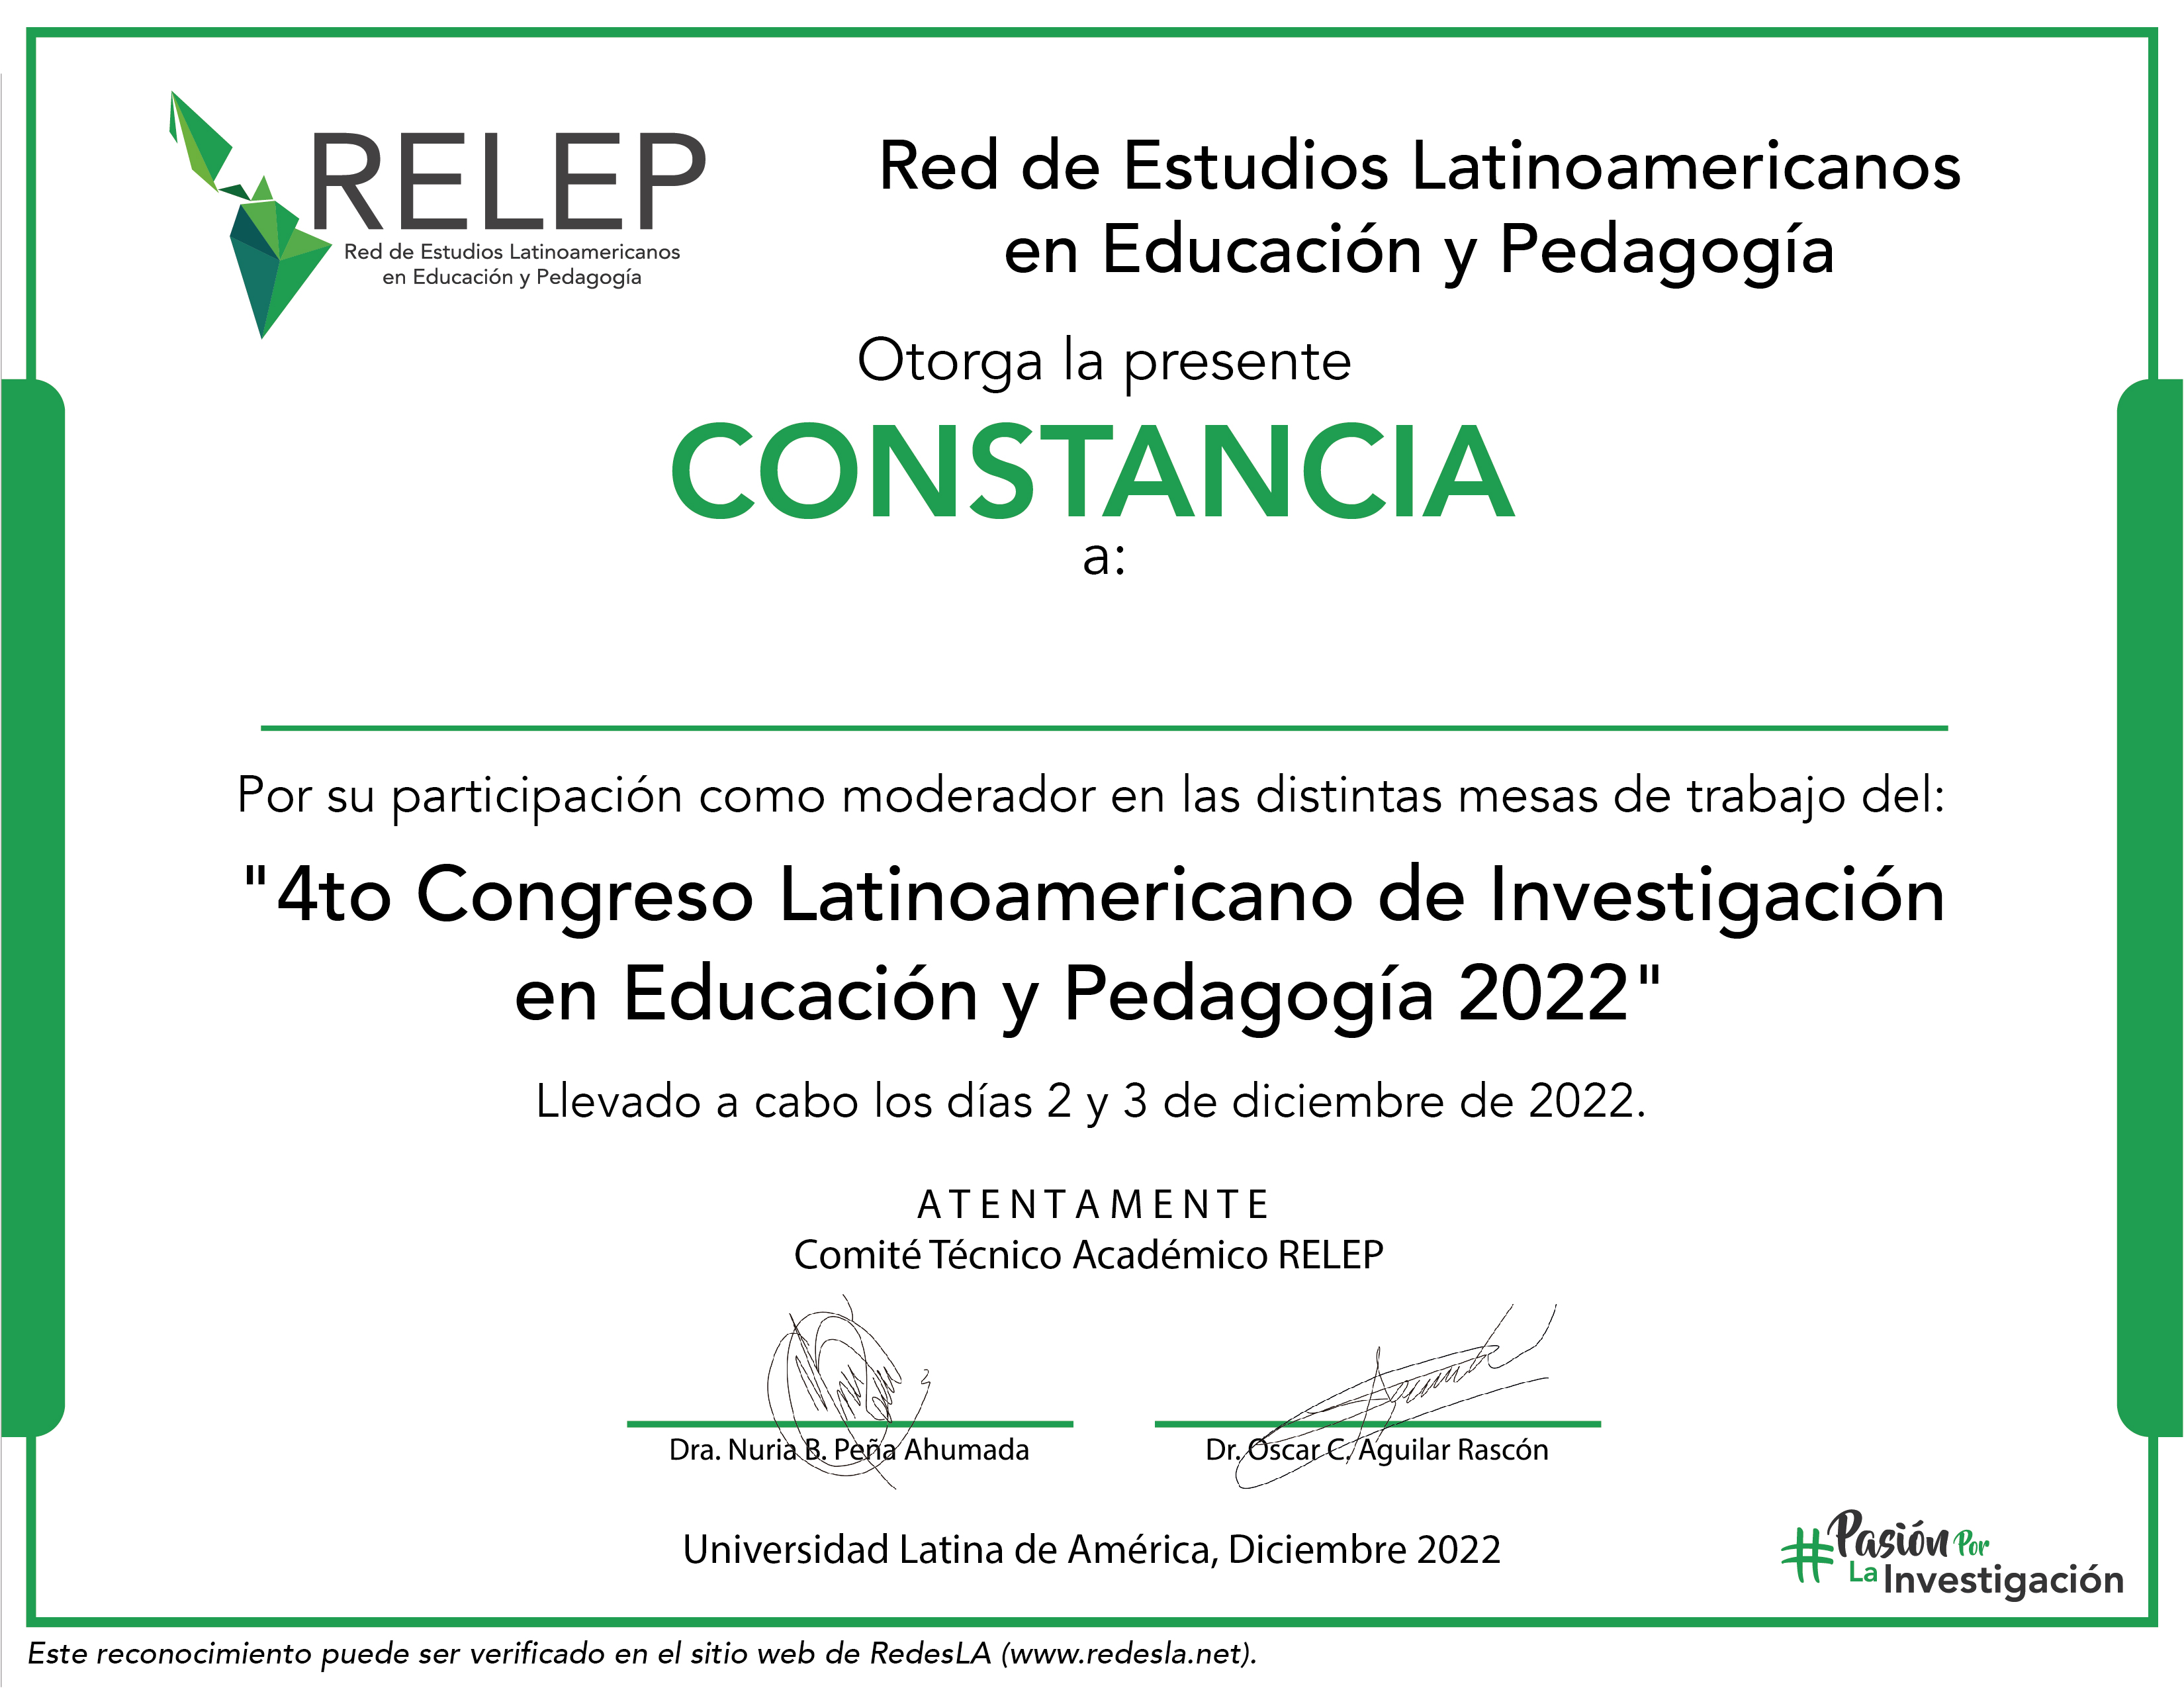 RELEP
Red de Estudios Latinoamericanos
en Educación y Pedagogía
Red de Estudios Latinoamericanos
en Educación y Pedagogía
Otorga la presente
CONSTANCIA
a:
Por su participación como moderador en las distintas mesas de trabajo del:
"4to Congreso Latinoamericano de Investigación
en Educación y Pedagogía 2022"
Llevado a cabo los días 2 y 3 de diciembre de 2022.
ATENTAMENTE
Comité Técnico Académico RELEP
Dra. Nuria B. Peña Ahumada
Dr. Oscar C. Aguilar Rascón
Universidad Latina de América, Diciembre 2022
#Pasión Por
La Investigación
Este reconocimiento puede ser verificado en el sitio web de RedesLA (www.redesla.net).